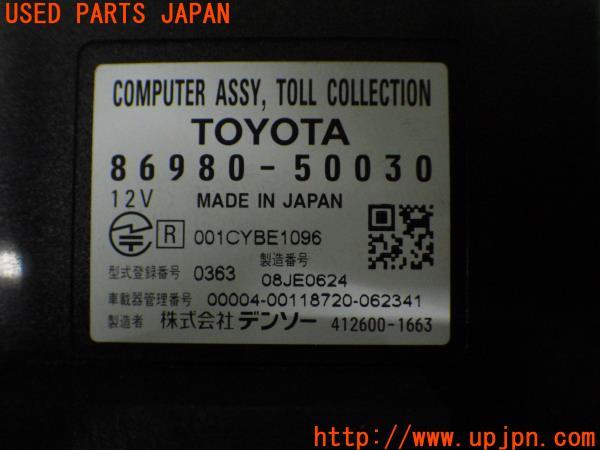 USED PARTS JAPAN
COMPUTER ASSY, TOLL COLLECTION
TOYOTA
86980-50030
12V MADE IN JAPAN
R 001CYBE1096
型式登録番号 0363 製造番号 08JE0624
車載器管理番号 00004-00118720-062341
製造者 株式会社デンソー 412600-1663
UPJ
http://www.upjpn.com